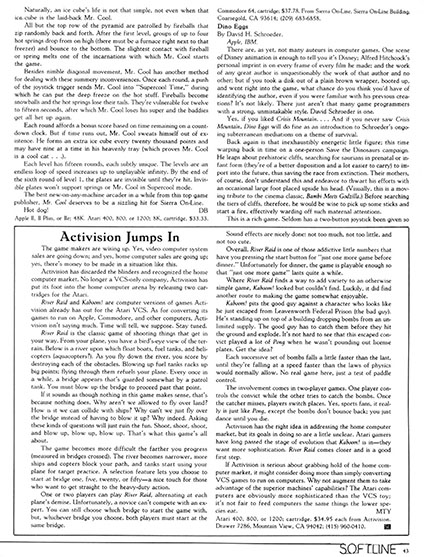 Naturally, an ice cube's life is not that simple, not even when that
ice cube is the laid-back Mr. Cool.
All but the top row of the pyramid are patrolled by fireballs that
zip randomly back and forth. After the first level, groups of up to four
hot springs drop from on high (there must be a furnace right next to that
freezer) and bounce to the bottom. The slightest contact with fireball
or spring melts one of the incarnations with which Mr. Cool starts
the game.
Besides nimble diagonal movement, Mr. Cool has another method
for dealing with these summery inconveniences. Once each round, a push
of the joystick trigger sends Mr. Cool into "Supercool Time," during
which he can put the deep freeze on the hot stuff. Fireballs become
snowballs and the hot springs lose their tails. They're vulnerable for twelve
to fifteen seconds, after which Mr. Cool loses his super and the baddies
get all het up again.
Each round affords a bonus score based on time remaining on a count-
down clock. But if time runs out, Mr. Cool sweats himself out of ex-
istence. He forms an extra ice cube every twenty thousand points and
may have nine at a time in his heavenly tray (which proves Mr. Cool
is a cool cat . . .).
Each level has fifteen rounds, each subtly unique. The levels are an
endless loop of speed increases up to unplayable infinity. By the end of
the sixth round of level 1, the plates are invisible until they're hit. Invis-
ible plates won't support springs or Mr. Cool in Supercool mode.
The best new-on-any-machine arcader in a while from this top game
publisher, Mr. Cool deserves to be a sizzling hit for Sierra On-Line.
Hot dog! DB
Apple II, II Plus, or IIe; 48K. Atari 400, 800, or 1200; 8K, cartridge. $33.33.
Commodore 64, cartridge; $37.78. From Sierra On-Line, Sierra On-Line Building,
Coarsegold, CA 93614; (209) 683-6858.
Dino Eggs
By David H. Schroeder.
Apple, IBM.
There are, as yet, not many auteurs in computer games. One scene
of Disney animation is enough to tell you it's Disney; Alfred Hitchcock's
personal imprint is on every frame of every film he made; and the work
of any great author is unquestionably the work of that author and no
other; but if you took a disk out of a plain brown wrapper, booted up,
and went right into the game, what chance do you think you'd have of
identifying the author, even if you were familiar with his previous crea-
tions? It's not likely. There just aren't that many game programmers
with a strong, unmistakable style. David Schroeder is one.
Yes, if you liked Crisis Mountain. . . . And if you never saw Crisis
Mountain, Dino Eggs will do fine as an introduction to Schroeder's ongo-
ing subterranean meditations on a theme of survival.
Back again is that inexhaustibly energetic little figure; this time
warping back in time on a one-person Save the Dinosaurs campaign.
He leaps about prehistoric cliffs, searching for saurians in prenatal or in-
fant form (they're of a better disposition and a lot easier to carry) to im-
port into the future, thus saving the race from extinction. Their mothers,
of course, don't understand this and endeavor to thwart his efforts with
an occasional large foot placed upside his head. (Visually, this is a mov-
ing tribute to the cinema classic, Bambi Meets Godzilla.) Before searching
the tiers of cliffs, therefore, he would be wise to pick up some sticks and
start a fire, effectively warding off such maternal attentions.
This is a rich game. Seldom has a two-button joystick been given so
Activision Jumps In
The game makers are wising up. Yes, video computer system
sales are going down; and yes, home computer sales are going up;
yes, there's money to be made in a situation like this.
Activision has discarded the blinders and recognized the home
computer market. No longer a VCS-only company, Activision has
put its foot into the home computer arena by releasing two car-
tridges for the Atari.
River Raid and Kaboom! are computer versions of games Acti-
vision already has out for the Atari VCS. As for converting its
games to run on Apple, Commodore, and other computers, Acti-
vision isn't saying much. Time will tell, we suppose. Stay tuned.
River Raid is the classic game of shooting things that get in
your way. From your plane, you have a bird's-eye view of the ter-
rain. Below is a river upon which float boats, fuel tanks, and heli-
copters (aquacopters?). As you fly down the river, you score by
destroying each of the obstacles. Blowing up fuel tanks racks up
big points; flying through them refuels your plane. Every once in
a while, a bridge appears that's guarded somewhat by a patrol
tank. You must blow up the bridge to proceed past that point.
If it sounds as though nothing in this game makes sense, that's
because nothing does. Why aren't we allowed to fly over land?
How is it we can collide with ships? Why can't we just fly over
the bridge instead of having to blow it up? Why indeed. Asking
these kinds of questions will just ruin the fun. Shoot, shoot, shoot,
and blow up, blow up, blow up. That's what this game's all
about.
The game becomes more difficult the farther you progress
(measured in bridges crossed). The river becomes narrower, more
ships and copters block your path, and tanks start using your
plane for target practice. A selection feature lets you choose to
start at bridge one, five, twenty, or fifty—a nice touch for those
who want to get straight to the heavy-duty action.
One or two players can play River Raid, alternating at each
plane's demise. Unfortunately, a novice can't compete with an ex-
pert. You can still choose which bridge to start the game with,
but, whichever bridge you choose, both players must start at the
same bridge.
Sound effects are nicely done: not too much, not too little, and
not too cute.
Overall, River Raid is one of those addictive little numbers that
have you pressing the start button for "just one more game before
dinner." Unfortunately for dinner, the game is playable enough so
that "just one more game" lasts quite a while.
Where River Raid finds a way to add variety to an otherwise
simple game, Kaboom! looked but couldn't find. Luckily, it did find
another route to making the game somewhat enjoyable.
Kaboom! puts the good guy against a character who looks like
he just escaped from Leavenworth Federal Prison (the bad guy).
He's standing up on top of a building dropping bombs from an un-
limited supply. The good guy has to catch them before they hit
the ground and explode. It's not hard to see that this escaped con-
vict played a lot of Pong when he wasn't pounding out license
plates. Get the idea?
Each successive set of bombs falls a little faster than the last,
until they're falling at a speed faster than the laws of physics
would normally allow. No real game here, just a test of paddle
control.
The involvement comes in two-player games. One player con-
trols the convict while the other tries to catch the bombs. Once
the catcher misses, players switch places. Yes, sports fans, it real-
ly is just like Pong, except the bombs don't bounce back; you just
dance until you die.
Activision has the right idea in addressing the home computer
market, but its goals in doing so are a little unclear. Atari gamers
have long passed the stage of evolution that Kaboom! is in—they
want more sophistication. River Raid comes closer and is a good
first step.
If Activision is serious about grabbing hold of the home com-
puter market, it might consider doing more than simply converting
VCS games to run on computers. Why not augment them to take
advantage of the superior machines' capabilities? The Atari com-
puters are obviously more sophisticated than the VCS toy;
it's not fair to feed computers the same things the lower spe-
cies eat. MTY
Atari 400, 800, or 1200; cartridge. $34.95 each from Activision,
Drawer 7286, Mountain View, CA 94042; (415) 960-0410.
SOFTLINE 43